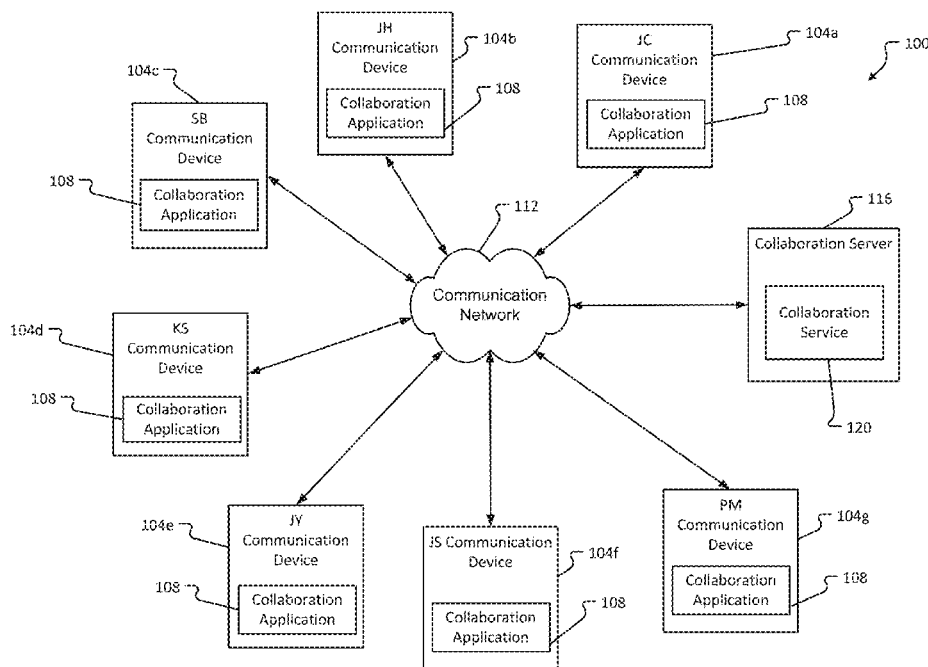 JH
Communication
Device
104b
Collaboration
Application
108
JC
Communication
Device
104a
Collaboration
Application
108
100
104c
SB
Communication
Device
108
Collaboration
Application
112
Communication
Network
116
Collaboration Server
Collaboration
Service
120
104d
KS
Communication
Device
108
Collaboration
Application
104e
JY
Communication
Device
108
Collaboration
Application
JS Communication
Device
104f
Collaboration
Application
108
PM
Communication
Device
104g
Collaboration
Application
108